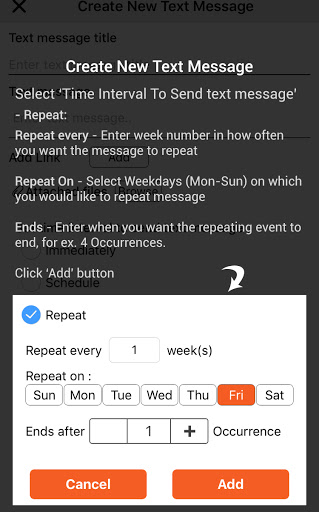 Create New Text Message
Text message title
Enter text
Create New Text Message
Select 'Time Interval To Send text message'
- Repeat:
Repeat every - Enter week number in how often
you want the message to repeat
Add Link
Add
Repeat On - Select Weekdays (Mon-Sun) on which
you would like to repeat message
Attached files
Browse
Ends - Enter when you want the repeating event to
end, for ex. 4 Occurrences.
Immediately
Click 'Add' button
Schedule
Repeat
Repeat every 1 week(s)
Repeat on :
Sun Mon Tue Wed Thu Fri Sat
Ends after 1 + Occurrence
Cancel Add